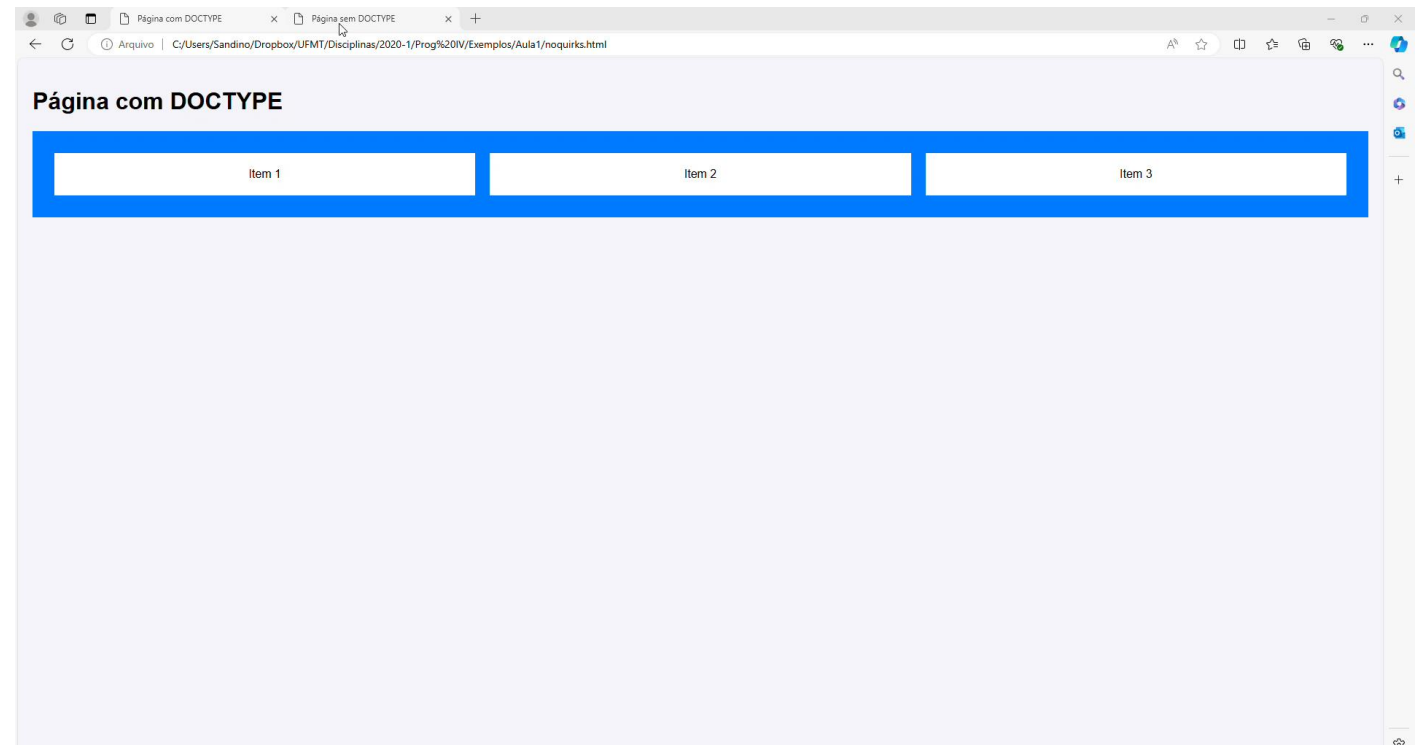 Página com DOCTYPE
Página sem DOCTYPE
Arquivo
C:/Users/Sandino/Dropbox/UFMT/Disciplinas/2020-1/Prog%20IV/Exemplos/Aula1/noquirks.html
Página com DOCTYPE
Item 1
Item 2
Item 3